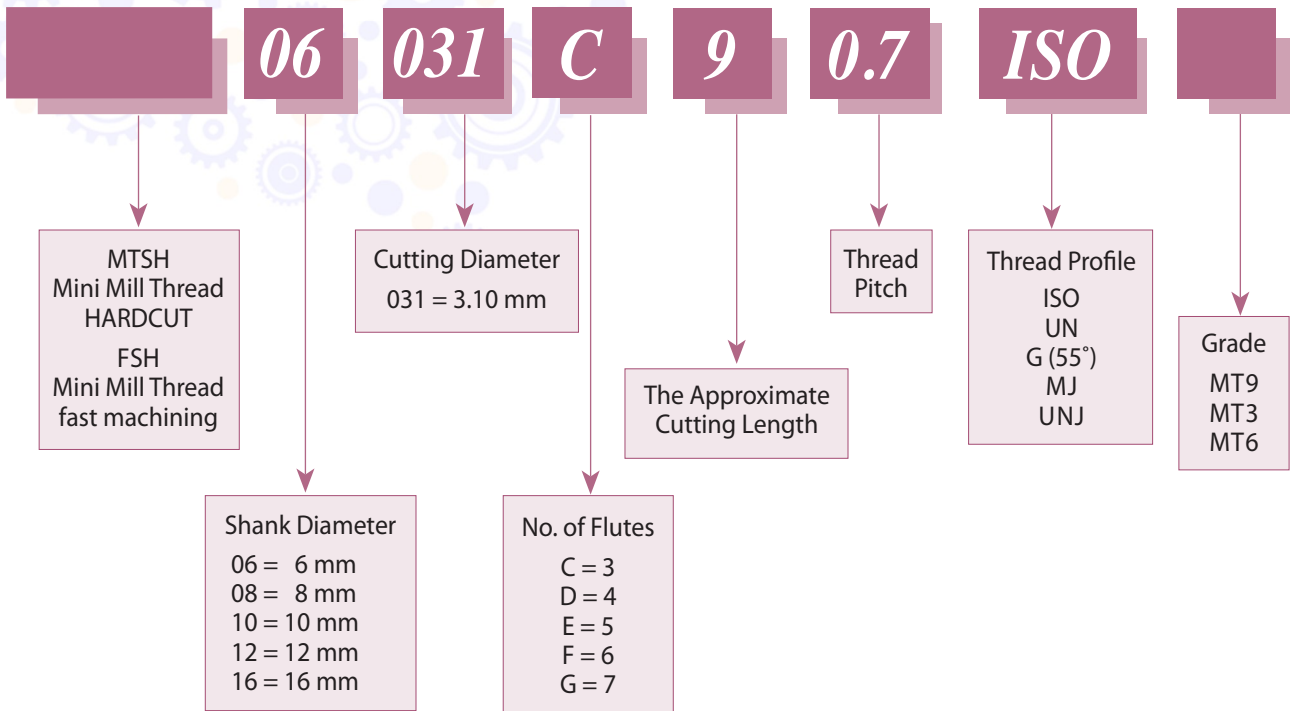 06 031 C 9 0.7 ISO
MTSH
Mini Mill Thread
HARDCUT
FSH
Mini Mill Thread
fast machining
Shank Diameter
06 = 6 mm
08 = 8 mm
10 = 10 mm
12 = 12 mm
16 = 16 mm
Cutting Diameter
031 = 3.10 mm
No. of Flutes
C = 3
D = 4
E = 5
F = 6
G = 7
The Approximate
Cutting Length
Thread
Pitch
Thread Profile
ISO
UN
G (55˚)
MJ
UNJ
Grade
MT9
MT3
MT6